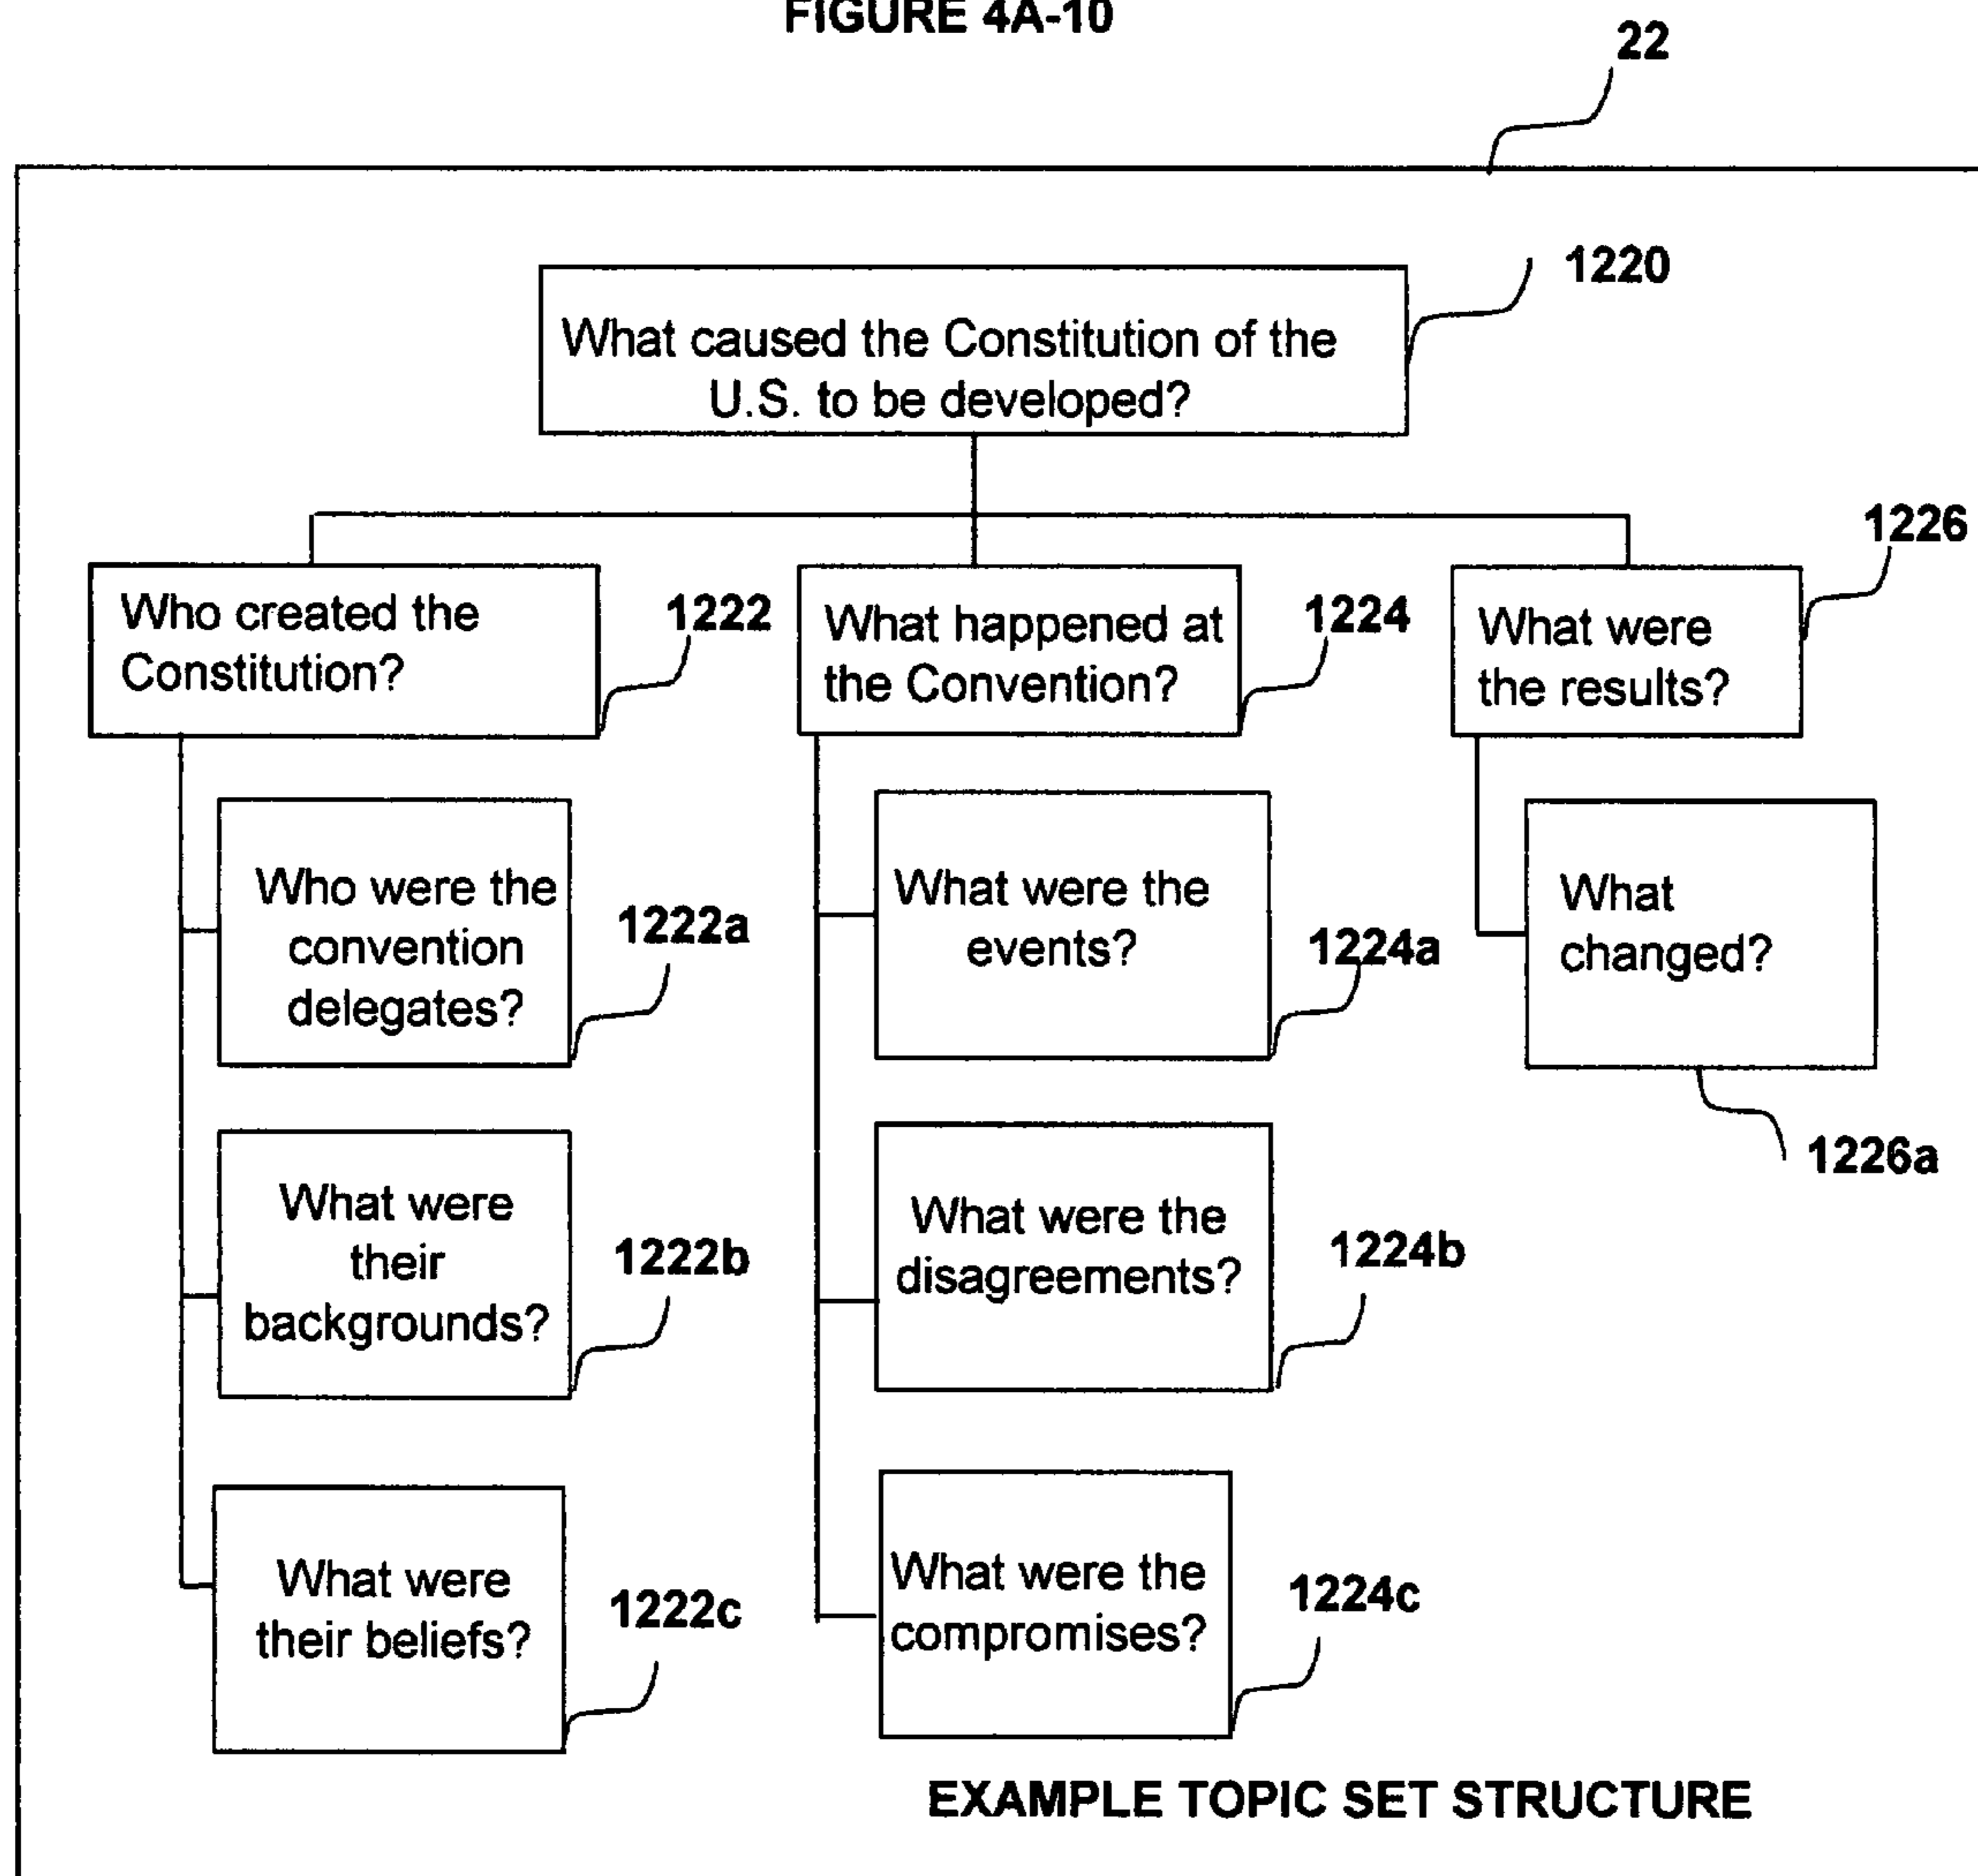 FIGURE 4A-10
22
1220
What caused the Constitution of the
U.S. to be developed?
1226
Who created the
Constitution?
1222
What happened at
the Convention?
1224
What were
the results?
Who were the
convention
delegates?
1222a
What were the
events?
1224a
What
changed?
1226a
What were
their
backgrounds?
1222b
What were the
disagreements?
1224b
What were
their beliefs?
1222c
What were the
compromises?
1224c
EXAMPLE TOPIC SET STRUCTURE